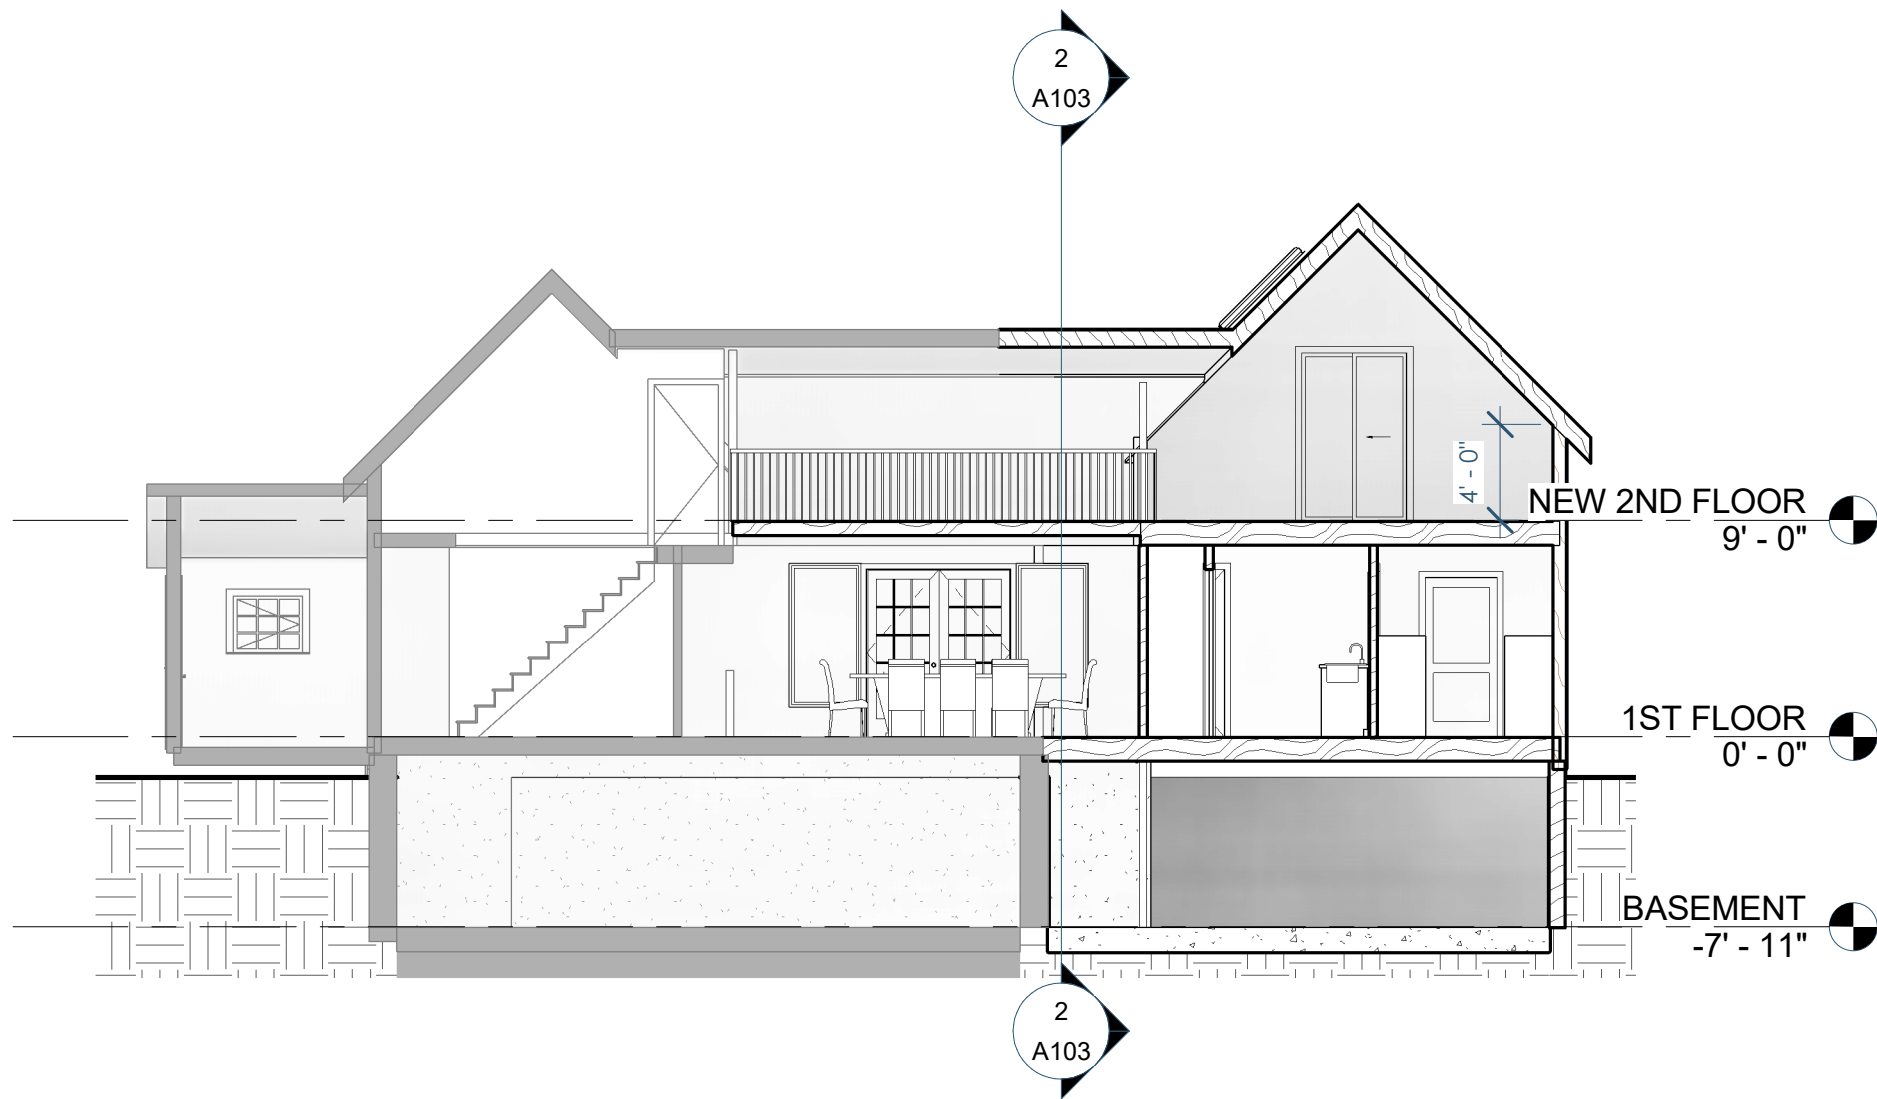 2
A103
4' - 0"
NEW 2ND FLOOR
9' - 0"
1ST FLOOR
0' - 0"
BASEMENT
-7' - 11"
2
A103